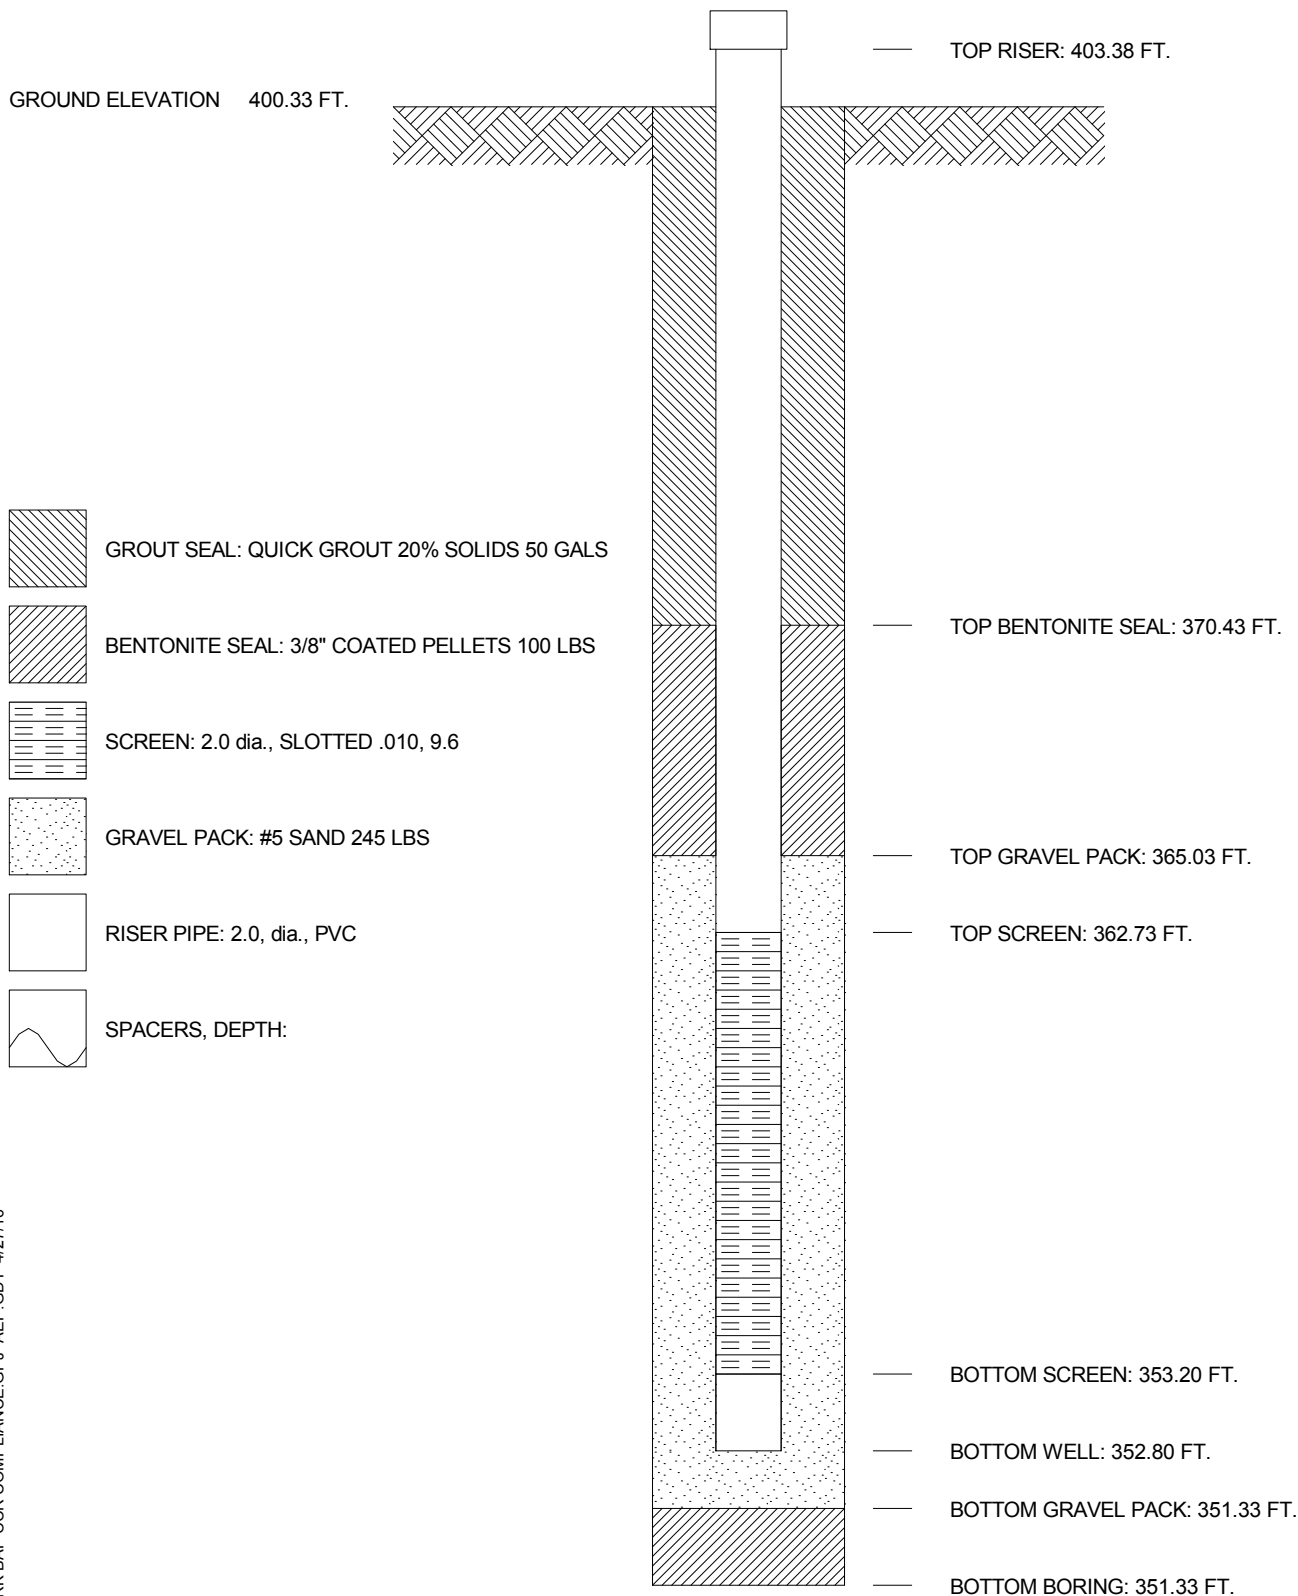 TOP RISER: 403.38 FT.
GROUND ELEVATION 400.33 FT.
GROUT SEAL: QUICK GROUT 20% SOLIDS 50 GALS
BENTONITE SEAL: 3/8" COATED PELLETS 100 LBS
SCREEN: 2.0 dia., SLOTTED .010, 9.6
GRAVEL PACK: #5 SAND 245 LBS
RISER PIPE: 2.0, dia., PVC
SPACERS, DEPTH:
TOP BENTONITE SEAL: 370.43 FT.
TOP GRAVEL PACK: 365.03 FT.
TOP SCREEN: 362.73 FT.
BOTTOM SCREEN: 353.20 FT.
BOTTOM WELL: 352.80 FT.
BOTTOM GRAVEL PACK: 351.33 FT.
BOTTOM BORING: 351.33 FT.